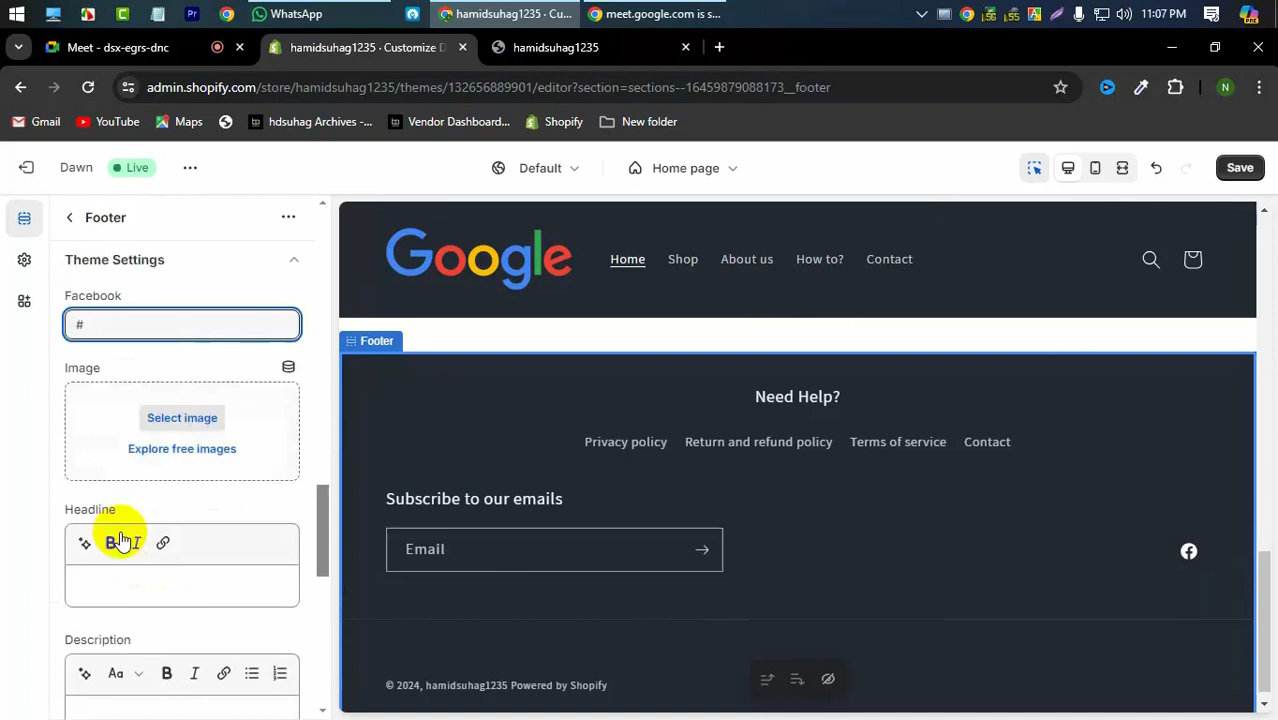 WhatsApp
hamidsuhag1235 · Cu...
meet.google.com is s...
11:07 PM
Meet - dsx-egrs-dnc
hamidsuhag1235 · Customize D
hamidsuhag1235
admin.shopify.com/store/hamidsuhag1235/themes/132656889901/editor?section=sections--16459879088173__footer
N
Gmail
YouTube
Maps
hdsuhag Archives -...
Vendor Dashboard...
Shopify
New folder
Dawn
Live
Default
Home page
Save
Footer
Theme Settings
Facebook
#
Image
Select image
Explore free images
Headline
B I
Description
Aa B I
Google
Home
Shop
About us
How to?
Contact
Footer
Need Help?
Privacy policy
Return and refund policy
Terms of service
Contact
Subscribe to our emails
Email
© 2024, hamidsuhag1235 Powered by Shopify